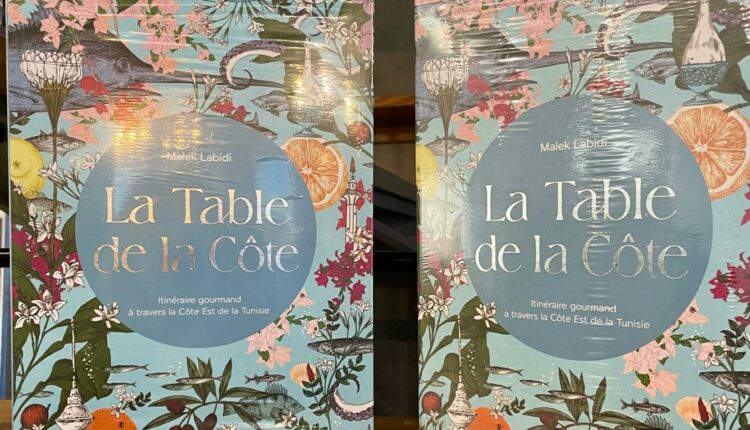 Malek Labidi
La Table
de la Côte
Itinéraire gourmand
à travers la Côte Est de la Tunisie
Malek Labidi
La Table
de la Côte
Itinéraire gourmand
à travers la Côte Est de la Tunisie